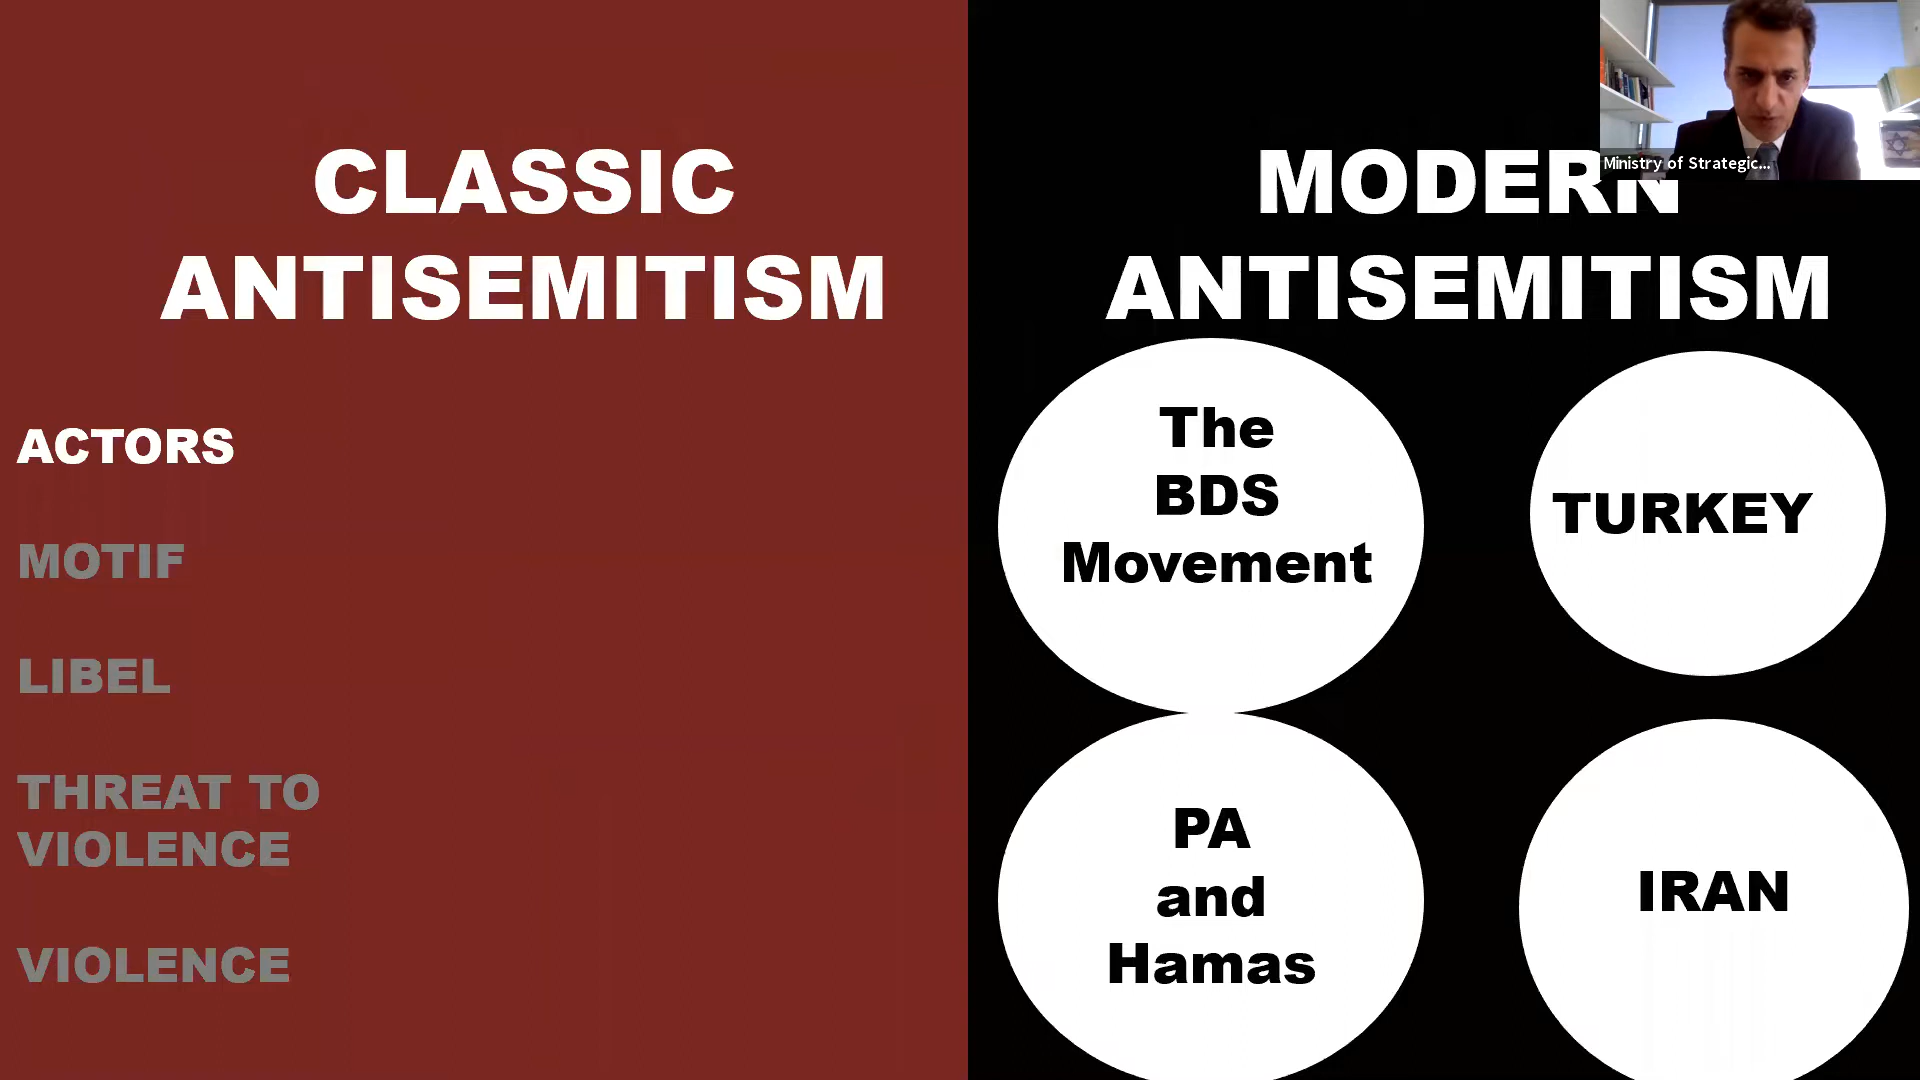 CLASSIC
ANTISEMITISM
ACTORS
MOTIF
LIBEL
THREAT TO
VIOLENCE
VIOLENCE
MODERN
ANTISEMITISM
The
BDS
Movement
TURKEY
PA
and
Hamas
IRAN
Ministry of Strategic...